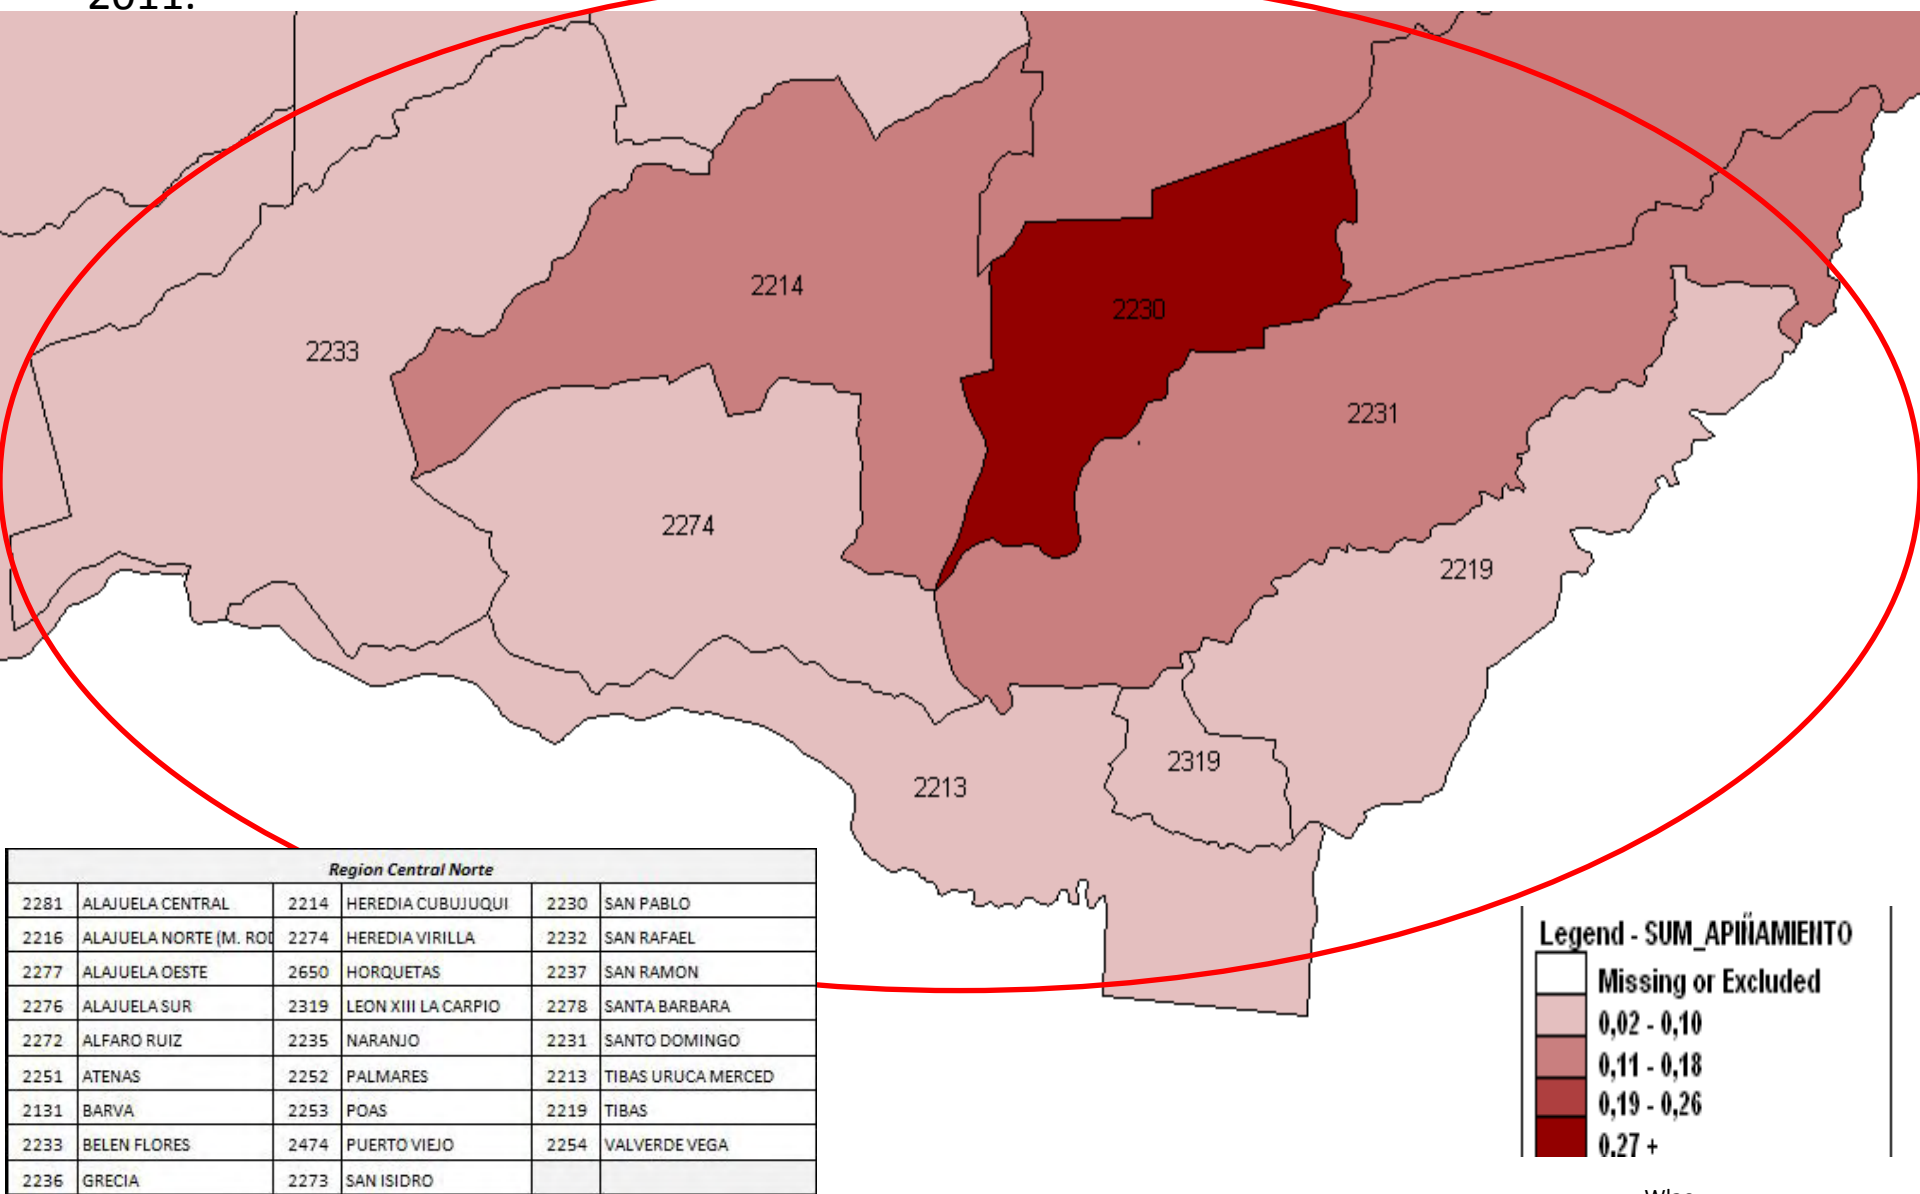 2011.
2214
2230
2233
2231
2274
2219
2319
2213
Region Central Norte
2281 ALAJUELA CENTRAL 2214 HEREDIA CUBUJUQUI 2230 SAN PABLO
2216 ALAJUELA NORTE (M. ROD 2274 HEREDIA VIRILLA 2232 SAN RAFAEL
2277 ALAJUELA OESTE 2650 HORQUETAS 2237 SAN RAMON
2276 ALAJUELA SUR 2319 LEON XIII LA CARPIO 2278 SANTA BARBARA
2272 ALFARO RUIZ 2235 NARANJO 2231 SANTO DOMINGO
2251 ATENAS 2252 PALMARES 2213 TIBAS URUCA MERCED
2131 BARVA 2253 POAS 2219 TIBAS
2233 BELEN FLORES 2474 PUERTO VIEJO 2254 VALVERDE VEGA
2236 GRECIA 2273 SAN ISIDRO
Legend - SUM_APIÑAMIENTO
Missing or Excluded
0,02 - 0,10
0,11 - 0,18
0,19 - 0,26
0,27 +